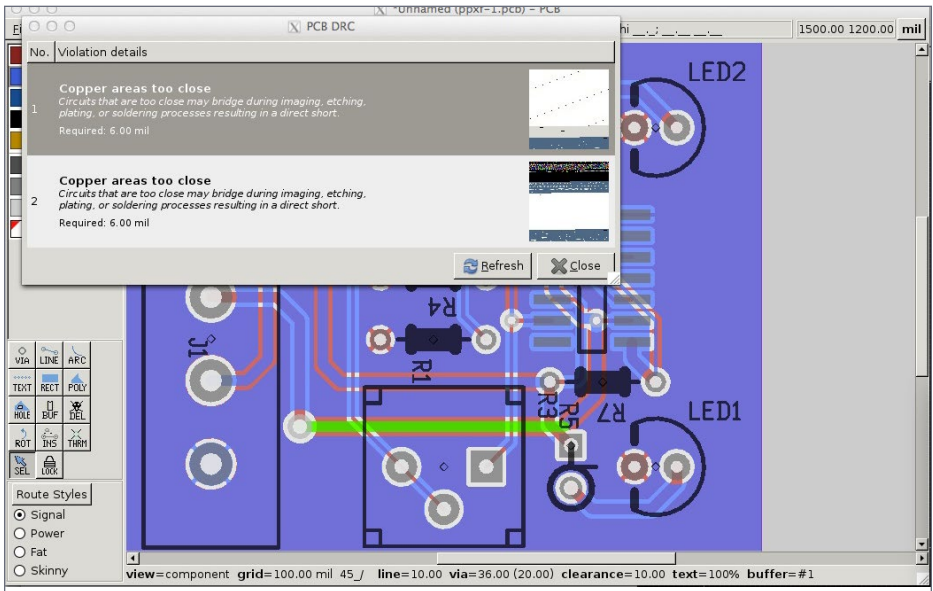 *Unnamed (ppxf-1.pcb) – PCB
PCB DRC
1500.00 1200.00 mil
No. Violation details
1
Copper areas too close
Circuits that are too close may bridge during imaging, etching,
plating, or soldering processes resulting in a direct short.
Required: 6.00 mil
2
Copper areas too close
Circuits that are too close may bridge during imaging, etching,
plating, or soldering processes resulting in a direct short.
Required: 6.00 mil
Refresh Close
LED2
R4
J1
R1
R3
R5
R7
LED1
VIA LINE ARC
TEXT RECT POLY
HOLE BUF DEL
ROT INS THRM
SEL LOCK
Route Styles
Signal
Power
Fat
Skinny
view=component grid=100.00 mil 45_/ line=10.00 via=36.00 (20.00) clearance=10.00 text=100% buffer=#1